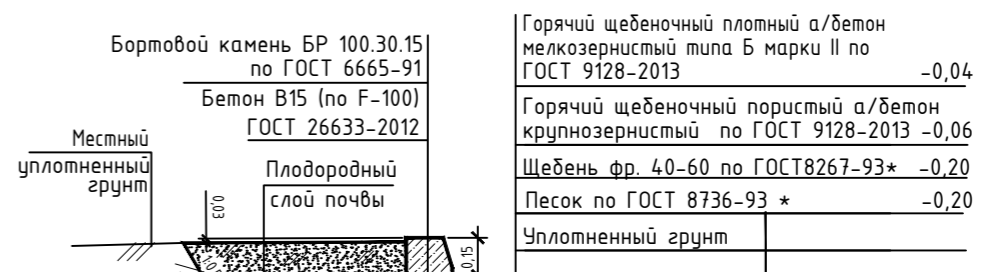 Бортовой камень БР 100.30.15
по ГОСТ 6665-91
Бетон В15 (по F-100)
ГОСТ 26633-2012
Местный
уплотненный
грунт
Плодородный
слой почвы
0,03
0,15
Горячий щебеночный плотный а/бетон
мелкозернистый типа Б марки II по
ГОСТ 9128-2013 -0,04
Горячий щебеночный пористый а/бетон
крупнозернистый по ГОСТ 9128-2013 -0,06
Щебень фр. 40-60 по ГОСТ8267-93* -0,20
Песок по ГОСТ 8736-93 * -0,20
Уплотненный грунт